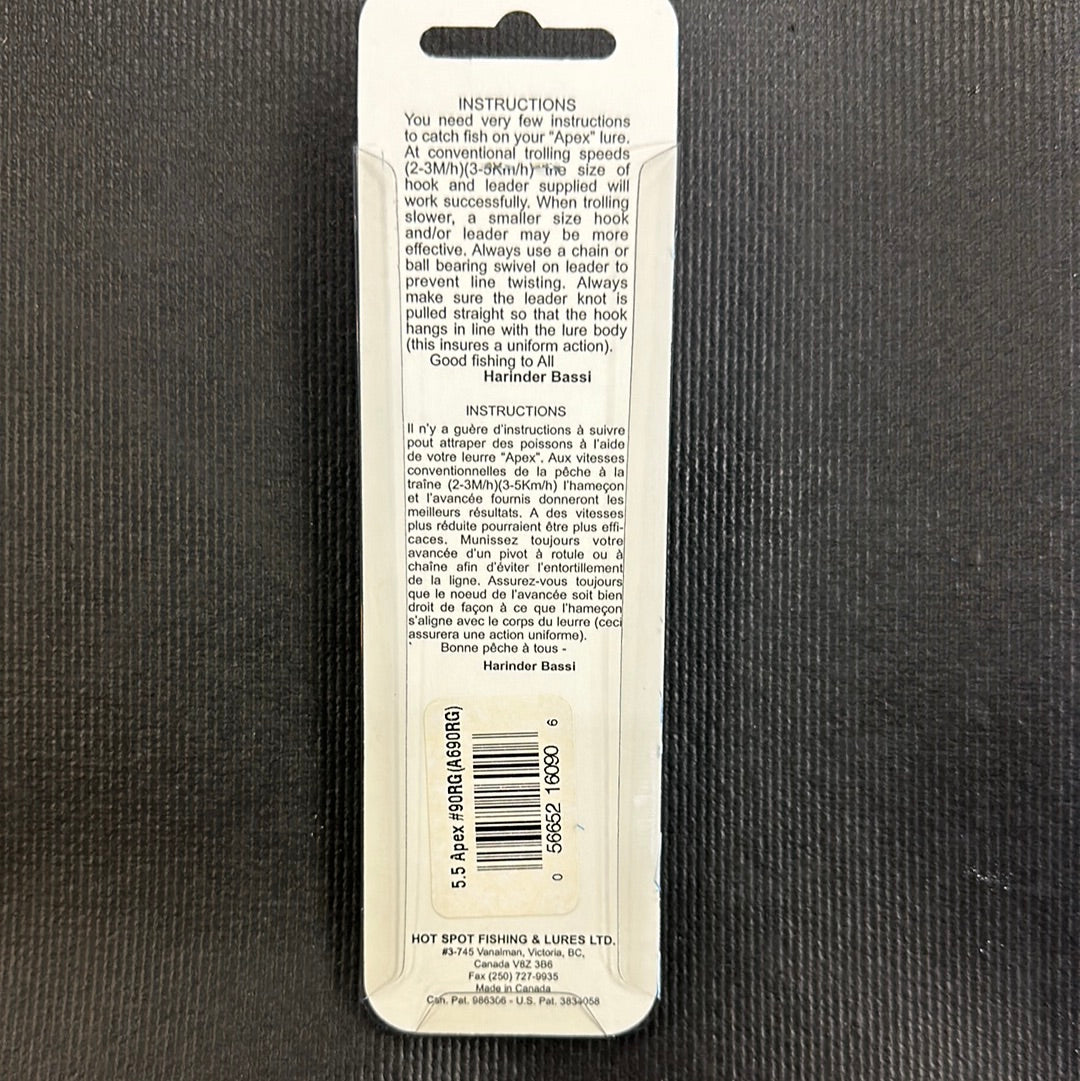 INSTRUCTIONS
You need very few instructions
to catch fish on your "Apex" lure.
At conventional trolling speeds
(2-3M/h)(3-5Km/h) the size of
hook and leader supplied will
work successfully. When trolling
slower, a smaller size hook
and/or leader may be more
effective. Always use a chain or
ball bearing swivel on leader to
prevent line twisting. Always
make sure the leader knot is
pulled straight so that the hook
hangs in line with the lure body
(this insures a uniform action).
Good fishing to All
Harinder Bassi
INSTRUCTIONS
Il n'y a guère d'instructions à suivre
pout attraper des poissons à l'aide
de votre leurre "Apex". Aux vitesses
conventionnelles de la pêche à la
traîne (2-3M/h)(3-5Km/h) l'hameçon
et l'avancée fournis donneront les
meilleurs résultats. A des vitesses
plus réduite pourraient être plus effi-
caces. Munissez toujours votre
avancée d'un pivot à rotule ou à
chaîne afin d'éviter l'entortillement
de la ligne. Assurez-vous toujours
que le noeud de l'avancée soit bien
droit de façon à ce que l'hameçon
s'aligne avec le corps du leurre (ceci
assurera une action uniforme).
Bonne pêche à tous -
Harinder Bassi
5.5 Apex #90RG(A690RG)
0 56652 16090 6
HOT SPOT FISHING & LURES LTD.
#3-745 Vanalman, Victoria, BC,
Canada V8Z 3B6
Fax (250) 727-9935
Made in Canada
Can. Pat. 986306 - U.S. Pat. 3834058